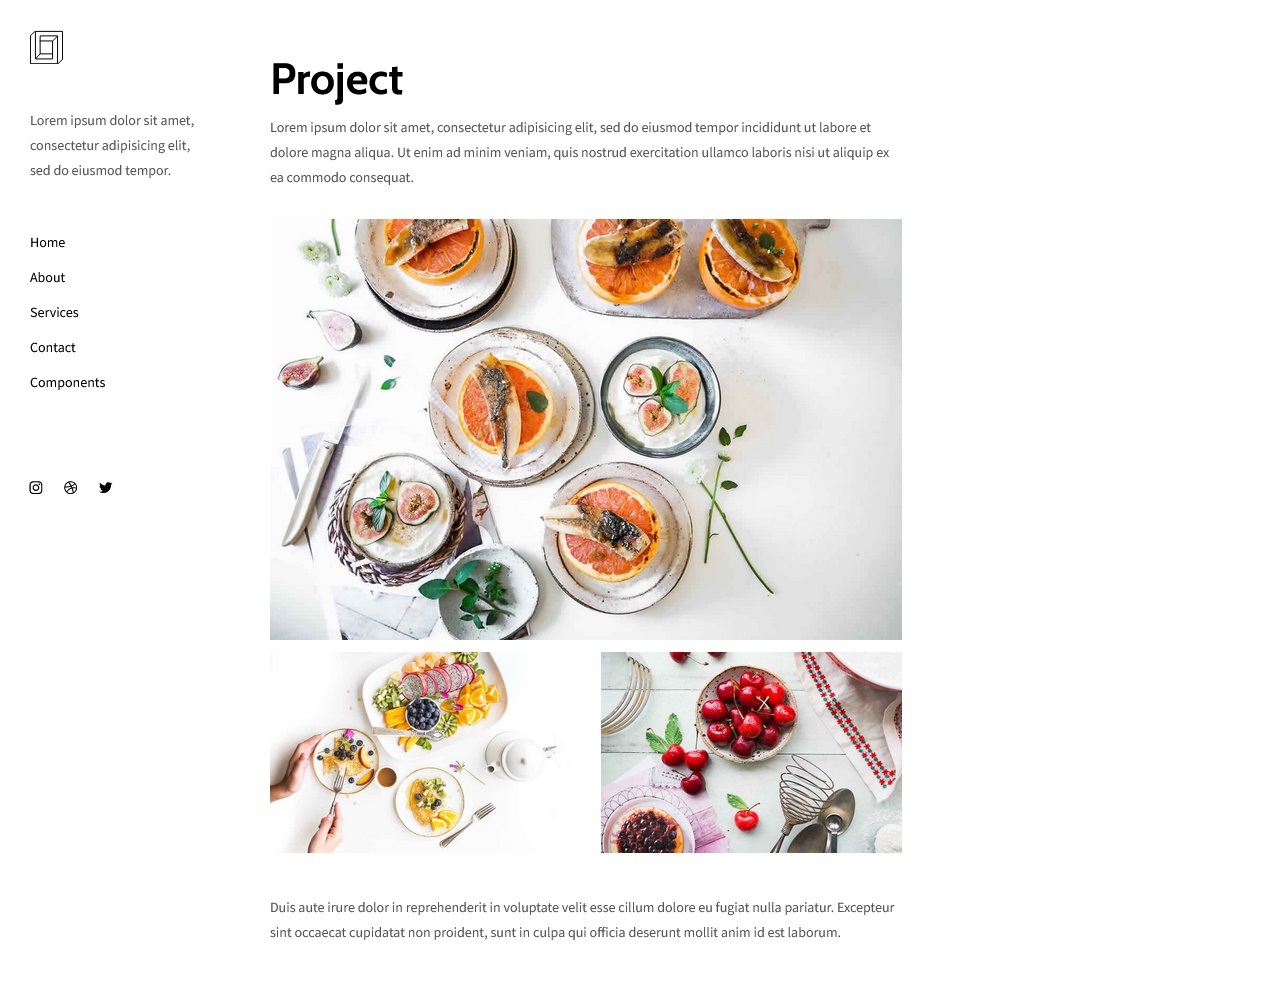 Lorem ipsum dolor sit amet,
consectetur adipisicing elit,
sed do eiusmod tempor.
Home
About
Services
Contact
Components
Project
Lorem ipsum dolor sit amet, consectetur adipisicing elit, sed do eiusmod tempor incididunt ut labore et
dolore magna aliqua. Ut enim ad minim veniam, quis nostrud exercitation ullamco laboris nisi ut aliquip ex
ea commodo consequat.
Duis aute irure dolor in reprehenderit in voluptate velit esse cillum dolore eu fugiat nulla pariatur. Excepteur
sint occaecat cupidatat non proident, sunt in culpa qui officia deserunt mollit anim id est laborum.